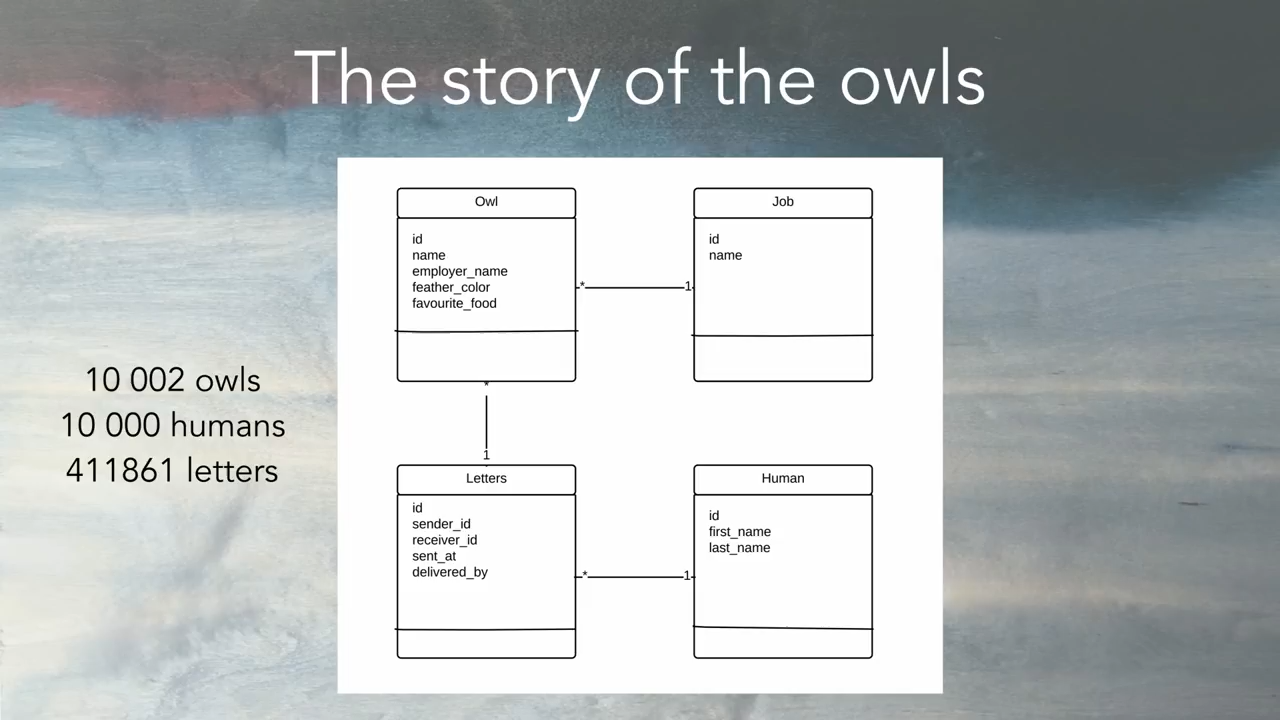 The story of the owls
10 002 owls
10 000 humans
411861 letters
Owl
id
name
employer_name
feather_color
favourite_food
Job
id
name
*
1
*
1
Letters
id
sender_id
receiver_id
sent_at
delivered_by
Human
id
first_name
last_name
*
1